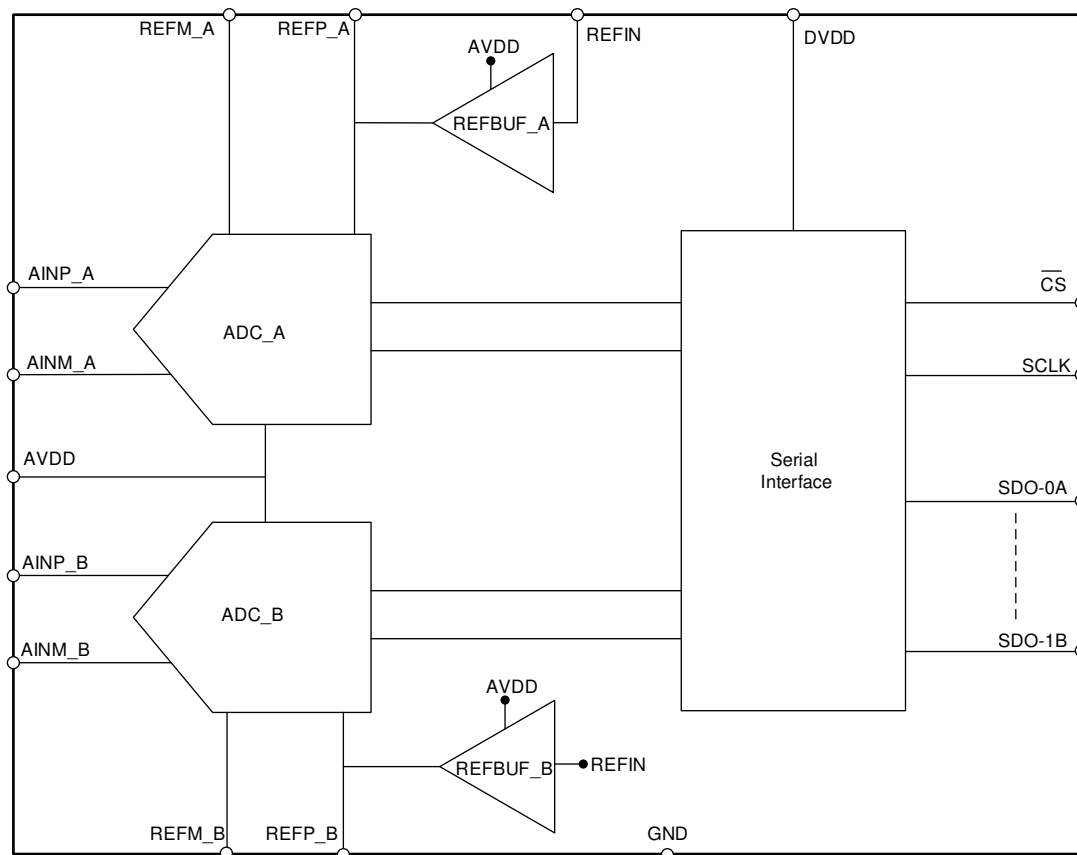 REFM_A
REFP_A
REFIN
DVDD
AVDD
REFBUF_A
AINP_A
CS
ADC_A
AINM_A
SCLK
AVDD
Serial
Interface
SDO-0A
AINP_B
ADC_B
AINM_B
SDO-1B
AVDD
REFBUF_B
REFIN
REFM_B
REFP_B
GND